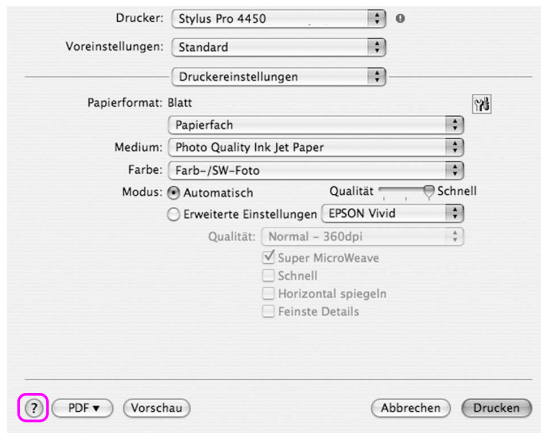 Drucker: Stylus Pro 4450
Voreinstellungen: Standard
Druckereinstellungen
Papierformat: Blatt
Papierfach
Medium: Photo Quality Ink Jet Paper
Farbe: Farb-/SW-Foto
Modus: Automatisch Qualität Schnell
Erweiterte Einstellungen EPSON Vivid
Qualität: Normal – 360dpi
Super MicroWeave
Schnell
Horizontal spiegeln
Feinste Details
? PDF Vorschau Abbrechen Drucken